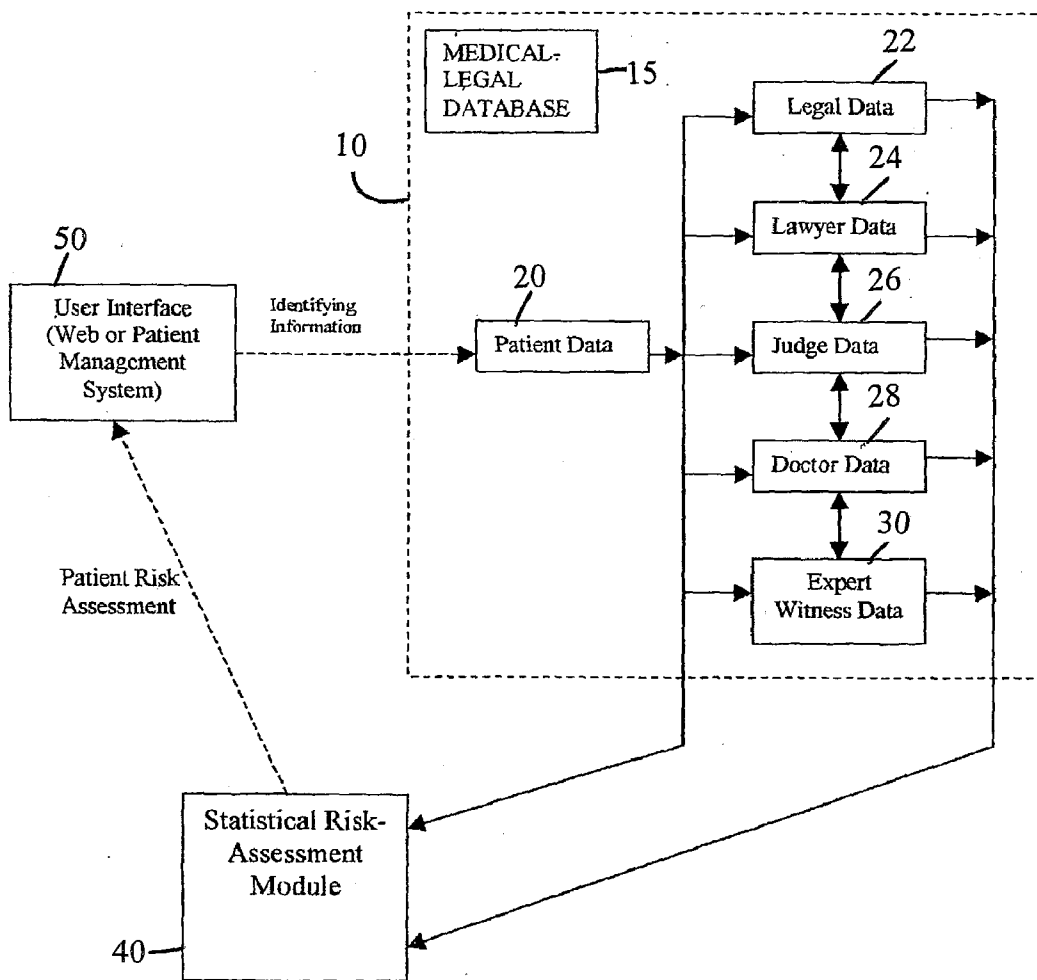 MEDICAL-
LEGAL
DATABASE
15
22
Legal Data
10
24
Lawyer Data
50
User Interface
(Web or Patient
Management
System)
Identifying
Information
20
Patient Data
26
Judge Data
28
Doctor Data
30
Expert
Witness Data
Patient Risk
Assessment
Statistical Risk-
Assessment
Module
40